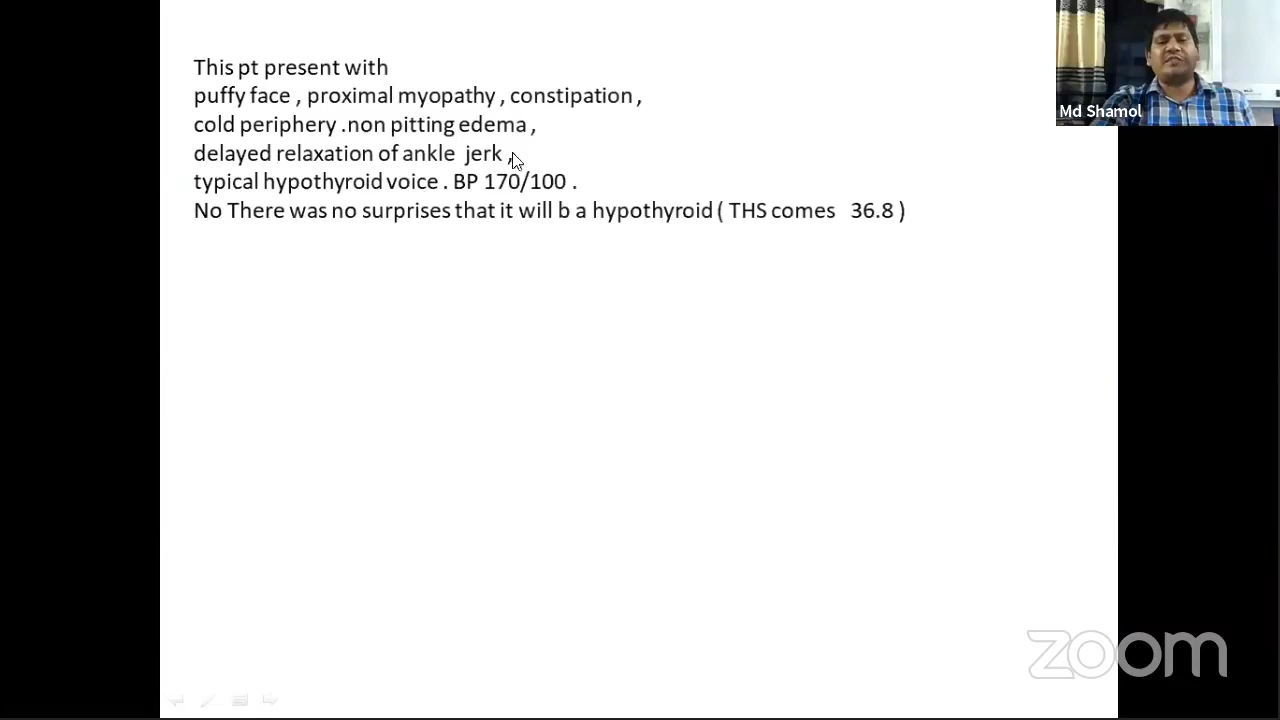 This pt present with
puffy face , proximal myopathy , constipation ,
cold periphery .non pitting edema ,
delayed relaxation of ankle jerk ,
typical hypothyroid voice . BP 170/100 .
No There was no surprises that it will b a hypothyroid ( THS comes 36.8 )
Md Shamol
zoom